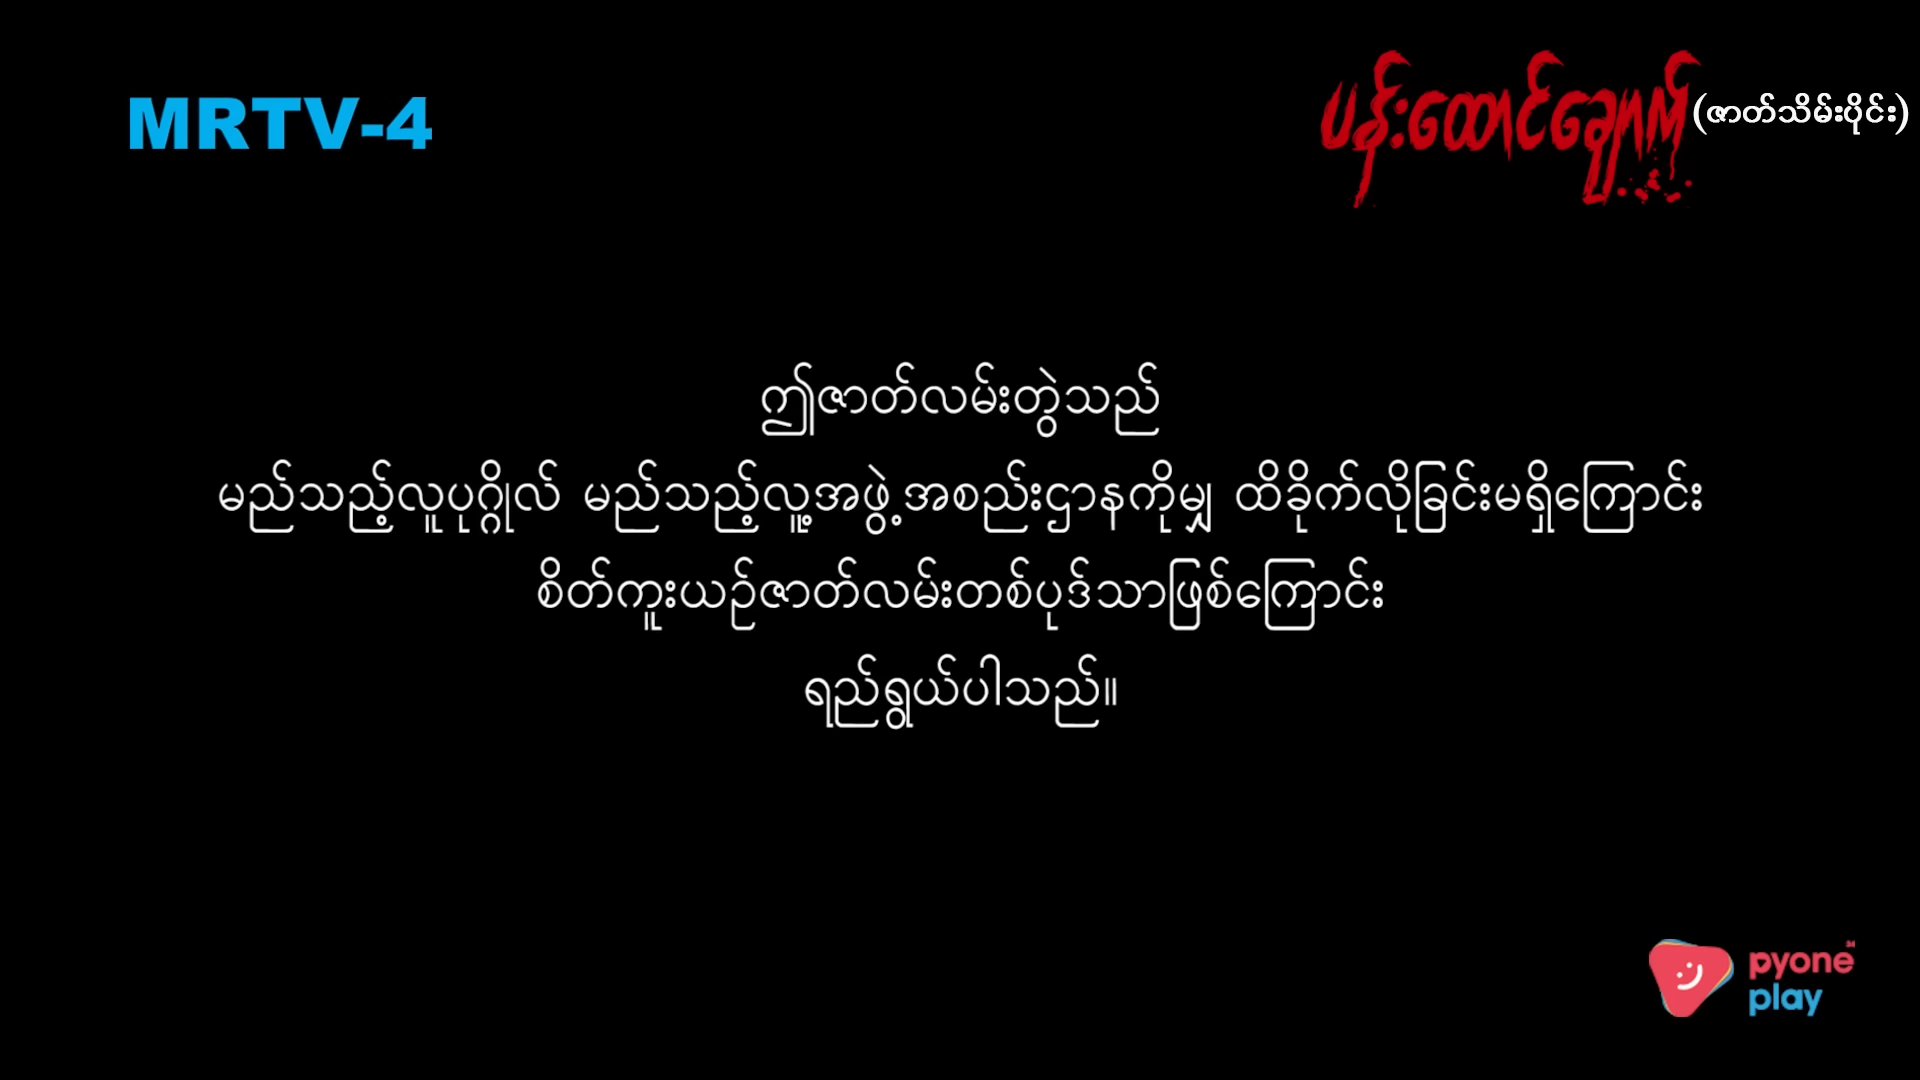 MRTV-4
ပန်းထောင်ချောက်
(ဇာတ်သိမ်းပိုင်း)
ဤဇာတ်လမ်းတွဲသည်
မည်သည့်လူပုဂ္ဂိုလ် မည်သည့်လူ့အဖွဲ့အစည်းဌာနကိုမျှ ထိခိုက်လိုခြင်းမရှိကြောင်း
စိတ်ကူးယဉ်ဇာတ်လမ်းတစ်ပုဒ်သာဖြစ်ကြောင်း
ရည်ရွယ်ပါသည်။
pyone
play